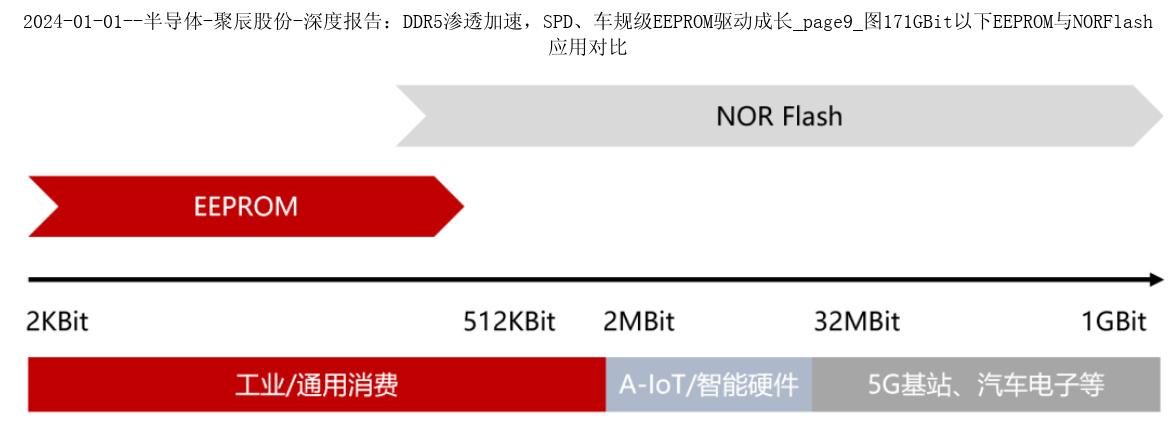 2024-01-01--半导体-聚辰股份-深度报告：DDR5渗透加速，SPD、车规级EEPROM驱动成长_page9_图171GBit以下EEPROM与NORFlash
应用对比
NOR Flash
EEPROM
2KBit 512KBit 2MBit 32MBit 1GBit
工业/通用消费 A-IoT/智能硬件 5G基站、汽车电子等